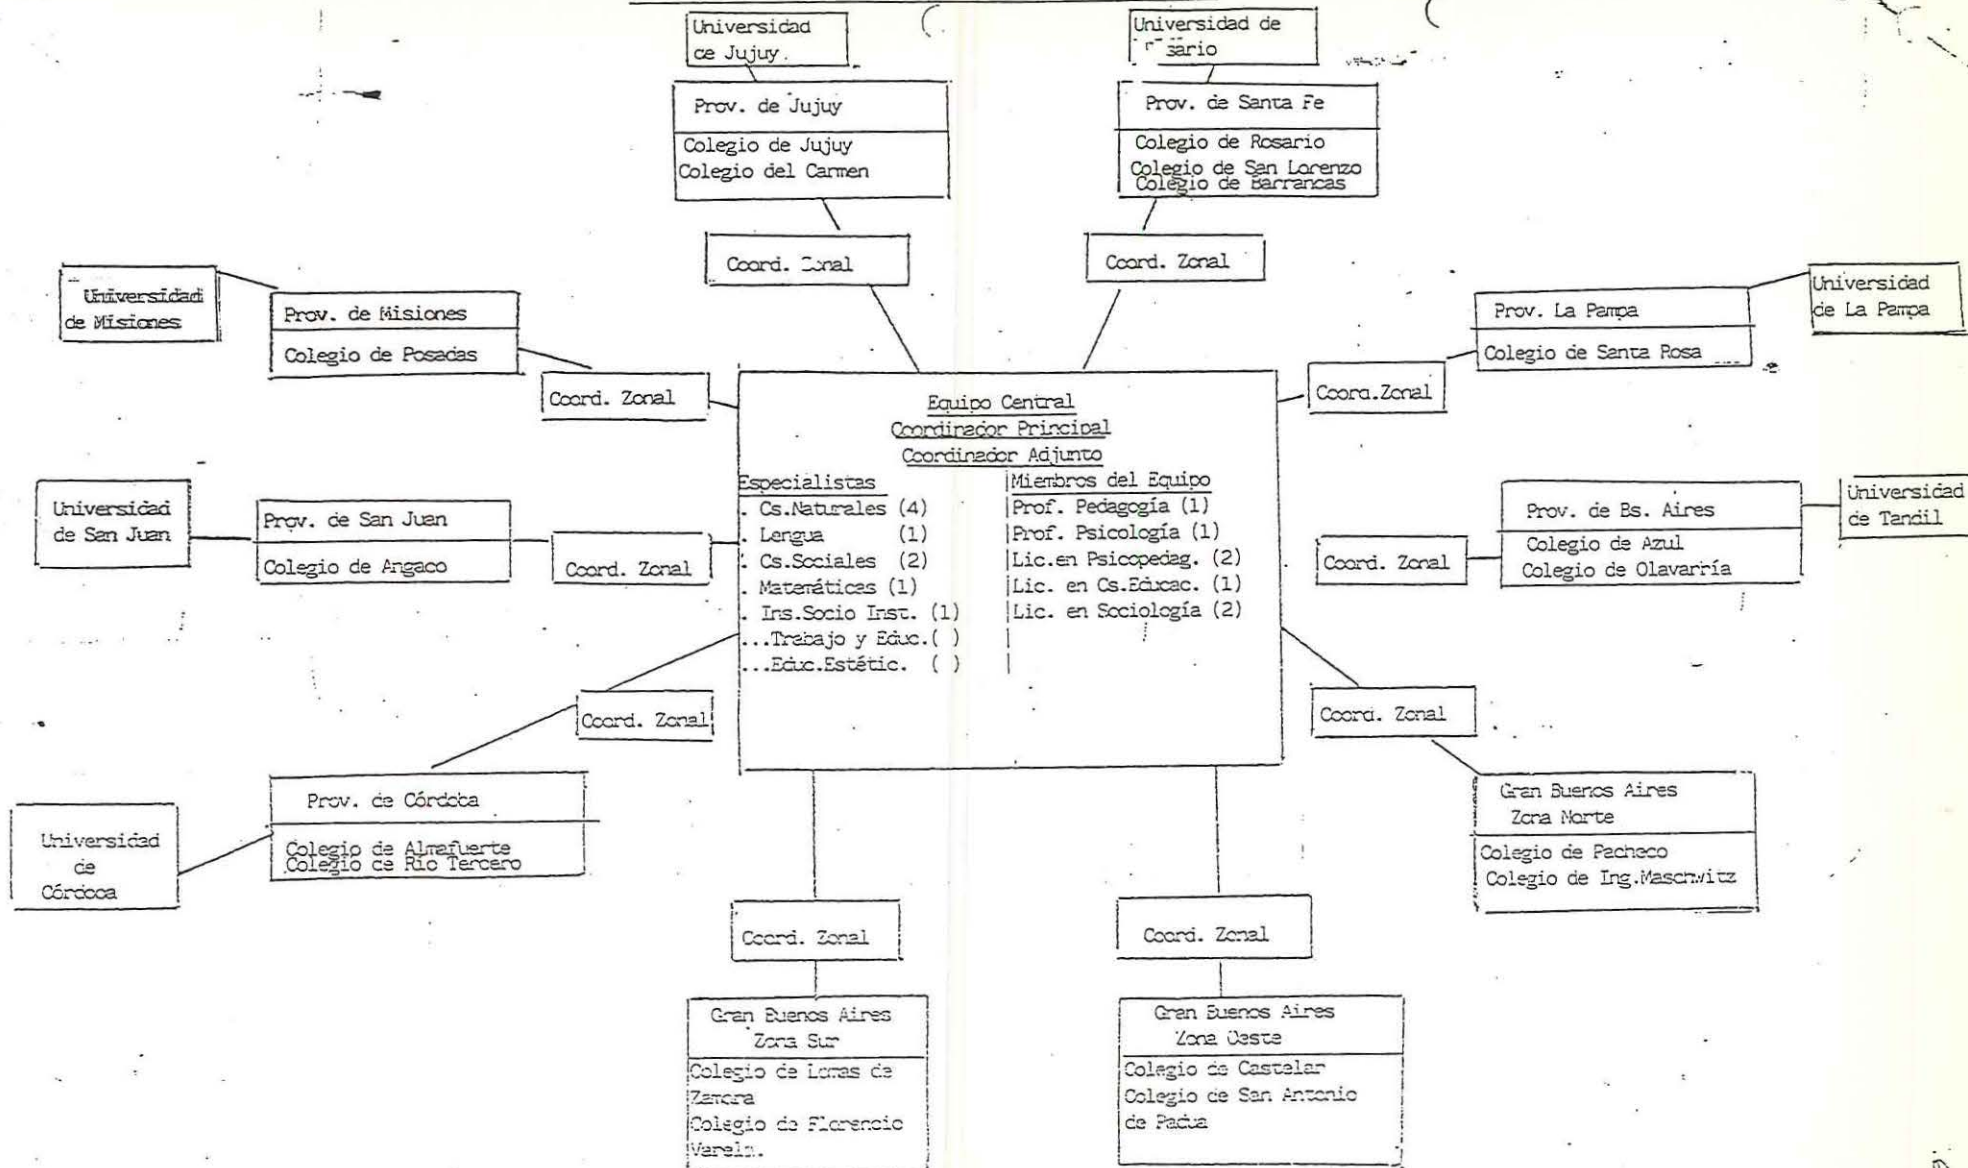 Universidad
de Jujuy.
Prov. de Jujuy
Colegio de Jujuy
Colegio del Carmen
Coord. Zonal
Universidad de
Prov. de Santa Fe
Colegio de Rosario
Colegio de San Lorenzo
Colegio de Barrancas
Coord. Zonal
Universidad
de Misiones
Prov. de Misiones
Colegio de Posadas
Coord. Zonal
Universidad
de La Pampa
Prov. La Pampa
Colegio de Santa Rosa
Coord.Zonal
Equipo Central
Coordinador Principal
Coordinador Adjunto
Especialistas
. Cs.Naturales (4)
. Lengua (1)
. Cs.Sociales (2)
. Matemáticas (1)
. Ins.Socio Inst. (1)
...Trabajo y Educ.( )
...Educ.Estétic. ( )
Miembros del Equipo
Prof. Pedagogía (1)
Prof. Psicología (1)
Lic.en Psicopedag. (2)
Lic. en Cs.Educac. (1)
Lic. en Sociología (2)
Universidad
de San Juan
Prov. de San Juan
Colegio de Angaco
Coord. Zonal
Universidad
de Tandil
Prov. de Bs. Aires
Colegio de Azul
Colegio de Olavarría
Coord. Zonal
Coord. Zonal
Prov. de Córdoba
Colegio de Almafuerte
Colegio de Río Tercero
Universidad
de
Córdoba
Coord. Zonal
Gran Buenos Aires
Zona Norte
Colegio de Pacheco
Colegio de Ing.Maschwitz
Coord. Zonal
Gran Buenos Aires
Zona Sur
Colegio de Lomas de
Zamora
Colegio de Florencio
Varela.
Coord. Zonal
Gran Buenos Aires
Zona Oeste
Colegio de Castelar
Colegio de San Antonio
de Padua